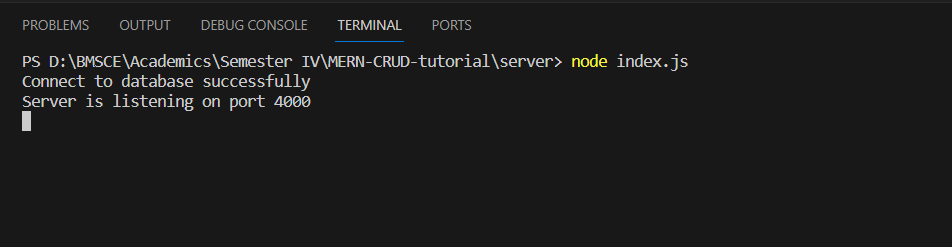 PROBLEMS OUTPUT DEBUG CONSOLE TERMINAL PORTS
PS D:\BMSCE\Academics\Semester IV\MERN-CRUD-tutorial\server> node index.js
Connect to database successfully
Server is listening on port 4000